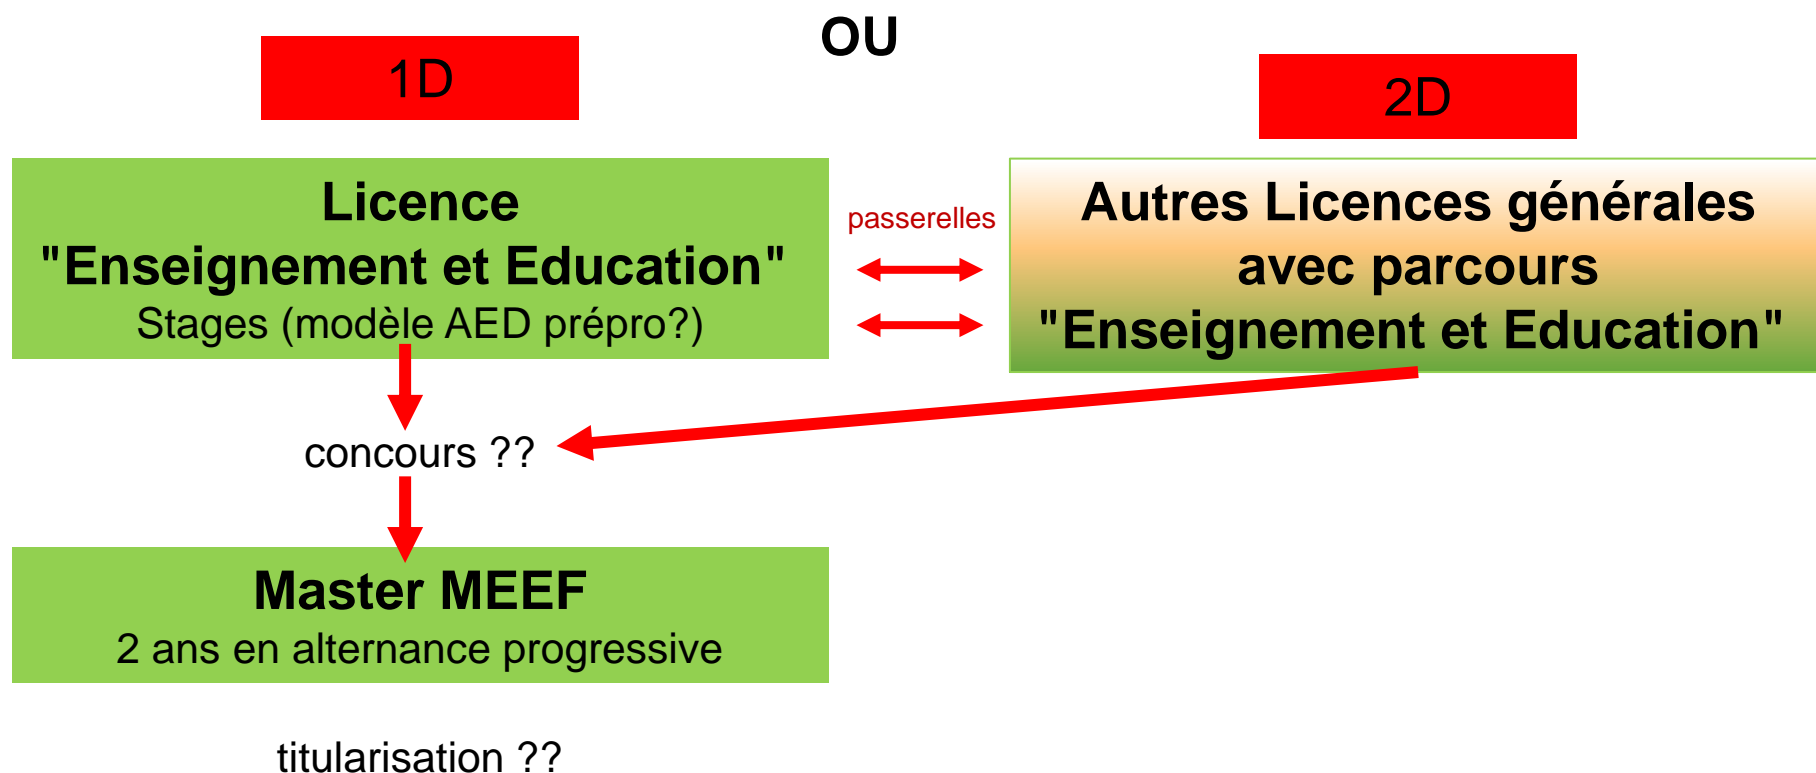 OU
1D
2D
Licence
"Enseignement et Education"
Stages (modèle AED prépro?)
passerelles
Autres Licences générales
avec parcours
"Enseignement et Education"
concours ??
Master MEEF
2 ans en alternance progressive
titularisation ??